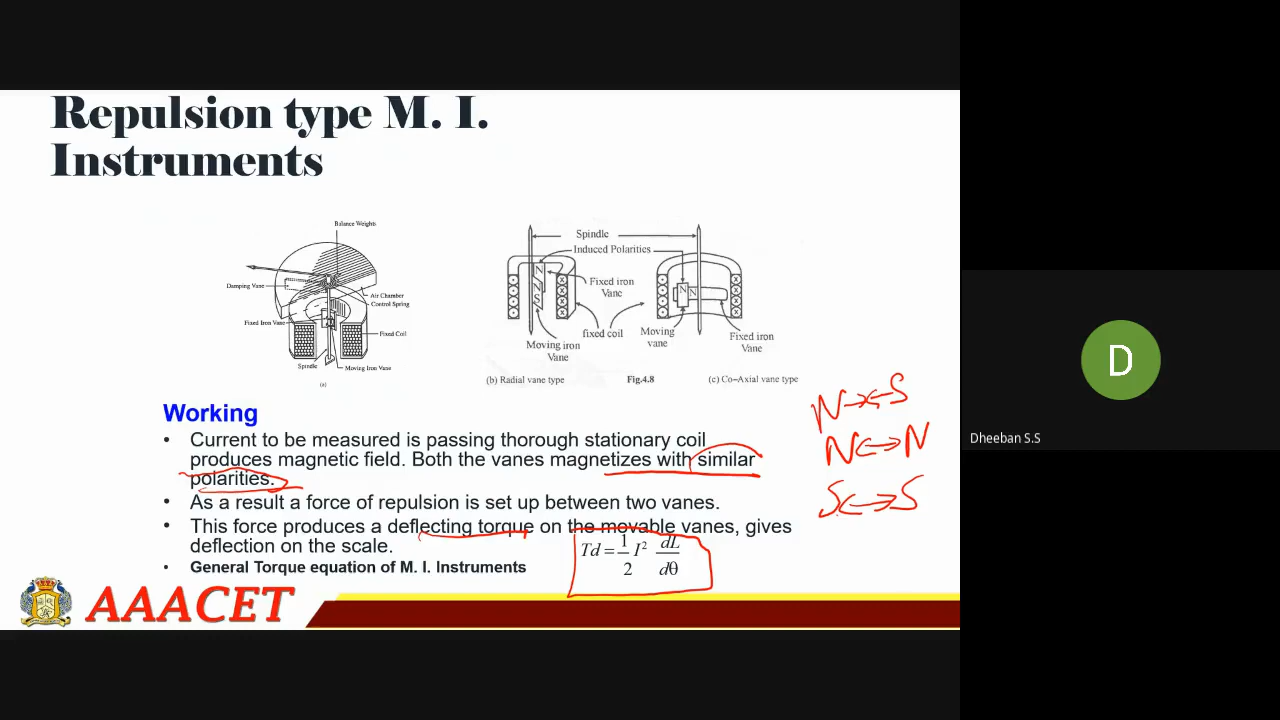 Repulsion type M. I.
Instruments
Balance Weights
Damping Vane
Air Chamber
Control Spring
Fixed Iron Vane
Fixed Coil
Spindle
Moving Iron Vane
(a)
Spindle
Induced Polarities
N
N
S
S
N
N
Fixed iron
Vane
fixed coil
Moving iron
Vane
Moving
vane
Fixed iron
Vane
(b) Radial vane type
Fig.4.8
(c) Co-Axial vane type
Working
• Current to be measured is passing thorough stationary coil
produces magnetic field. Both the vanes magnetizes with similar
polarities.
• As a result a force of repulsion is set up between two vanes.
• This force produces a deflecting torque on the movable vanes, gives
deflection on the scale.
• General Torque equation of M. I. Instruments
Td = 1/2 I² dL/dθ
N→←S
N↔N
S↔S
AAACET
D
Dheeban S.S